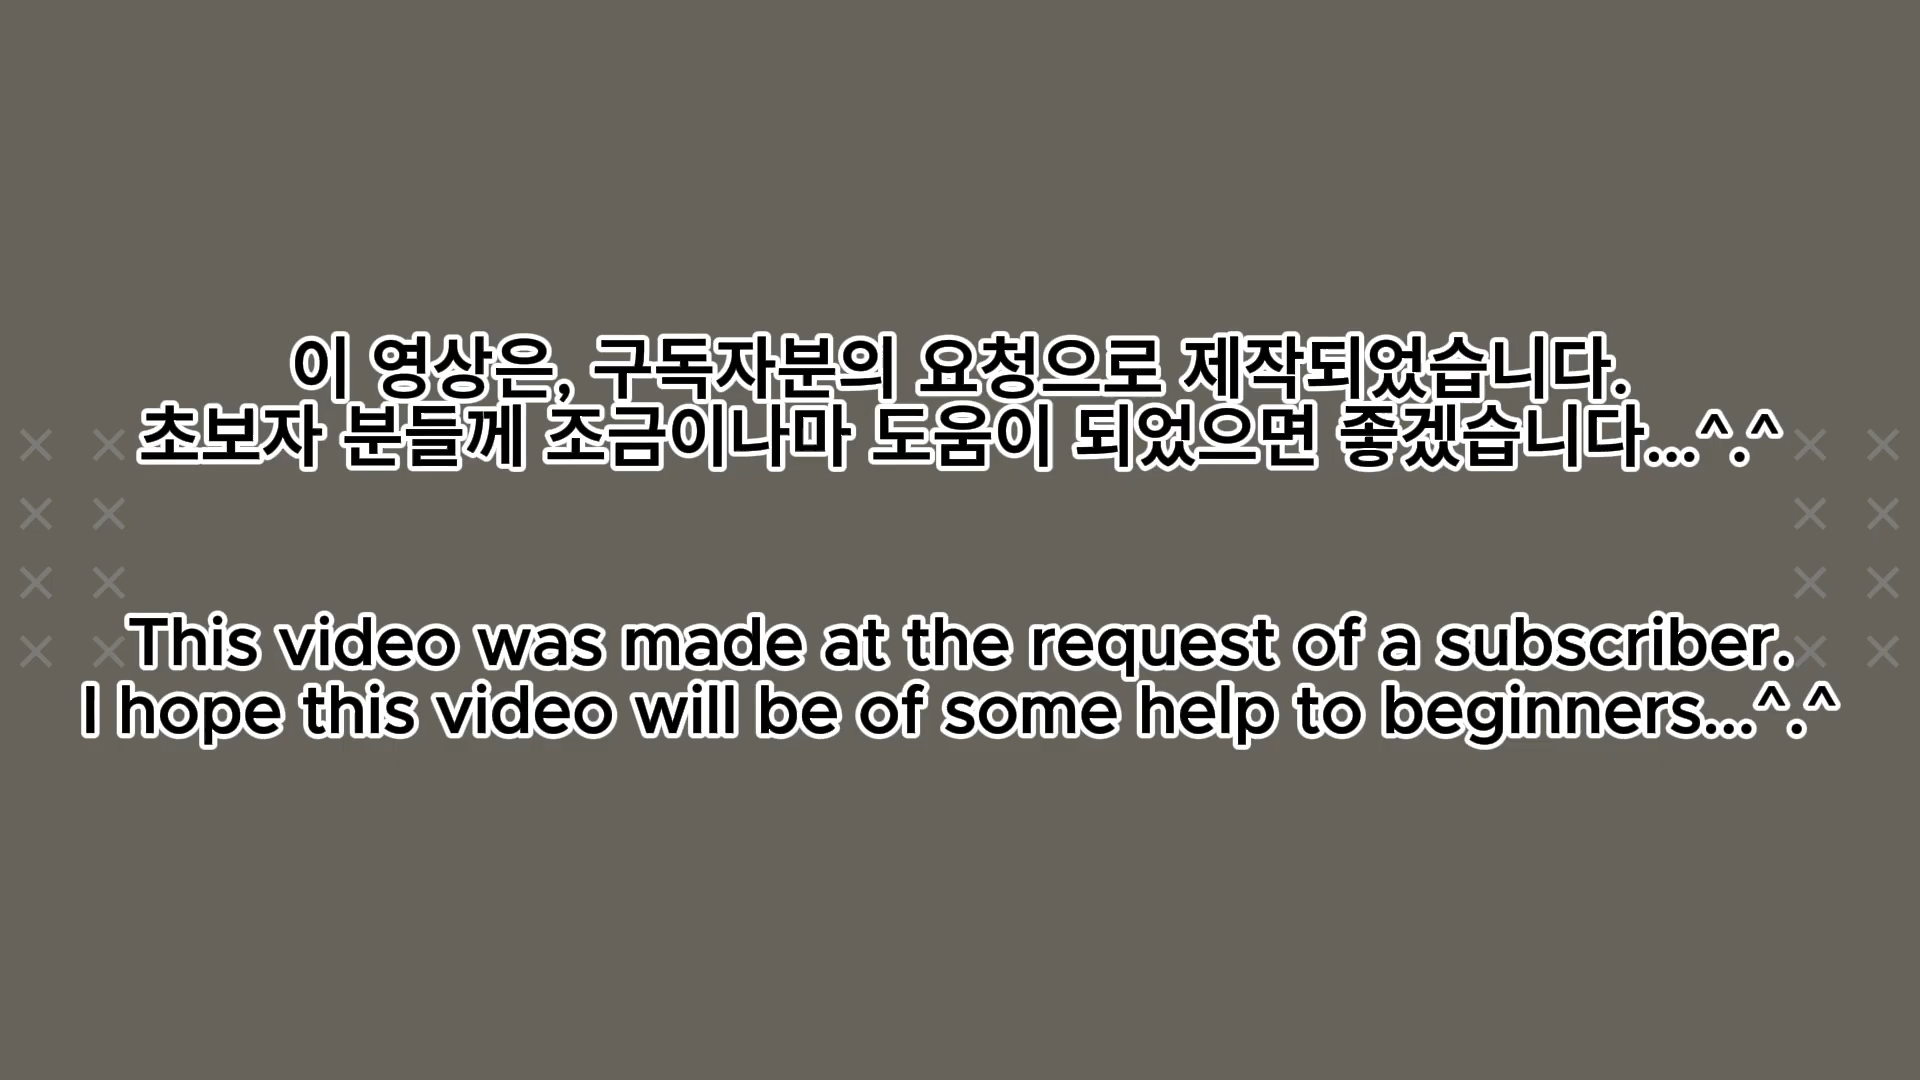 이 영상은, 구독자분의 요청으로 제작되었습니다.
초보자 분들께 조금이나마 도움이 되었으면 좋겠습니다...^.^
This video was made at the request of a subscriber.
I hope this video will be of some help to beginners...^.^